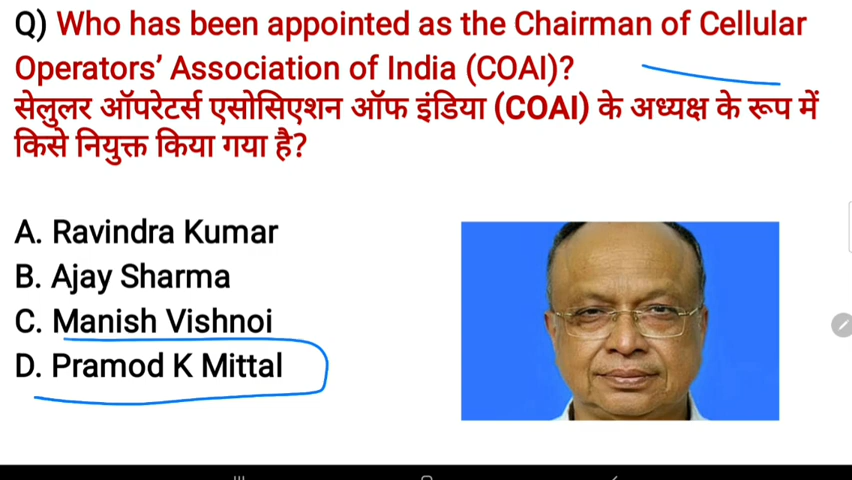 Q) Who has been appointed as the Chairman of Cellular
Operators’ Association of India (COAI)?
सेलुलर ऑपरेटर्स एसोसिएशन ऑफ इंडिया (COAI) के अध्यक्ष के रूप में
किसे नियुक्त किया गया है?
A. Ravindra Kumar
B. Ajay Sharma
C. Manish Vishnoi
D. Pramod K Mittal